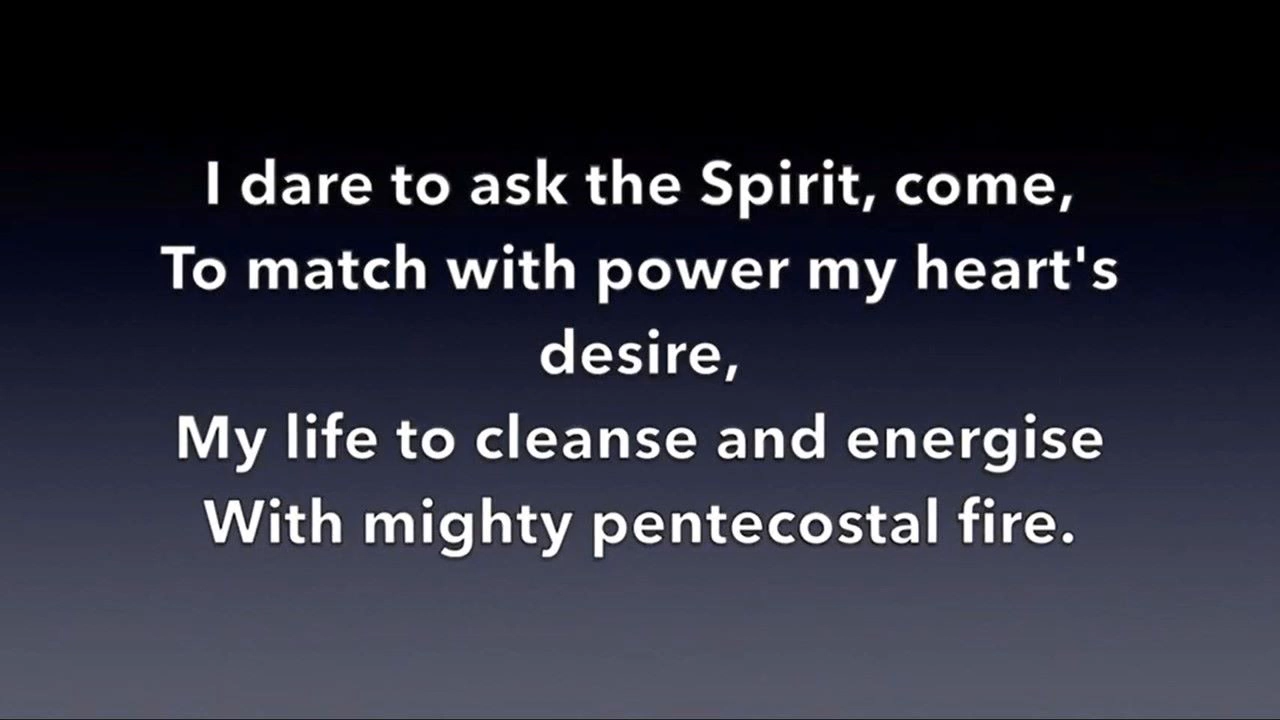 I dare to ask the Spirit, come,
To match with power my heart's
desire,
My life to cleanse and energise
With mighty pentecostal fire.